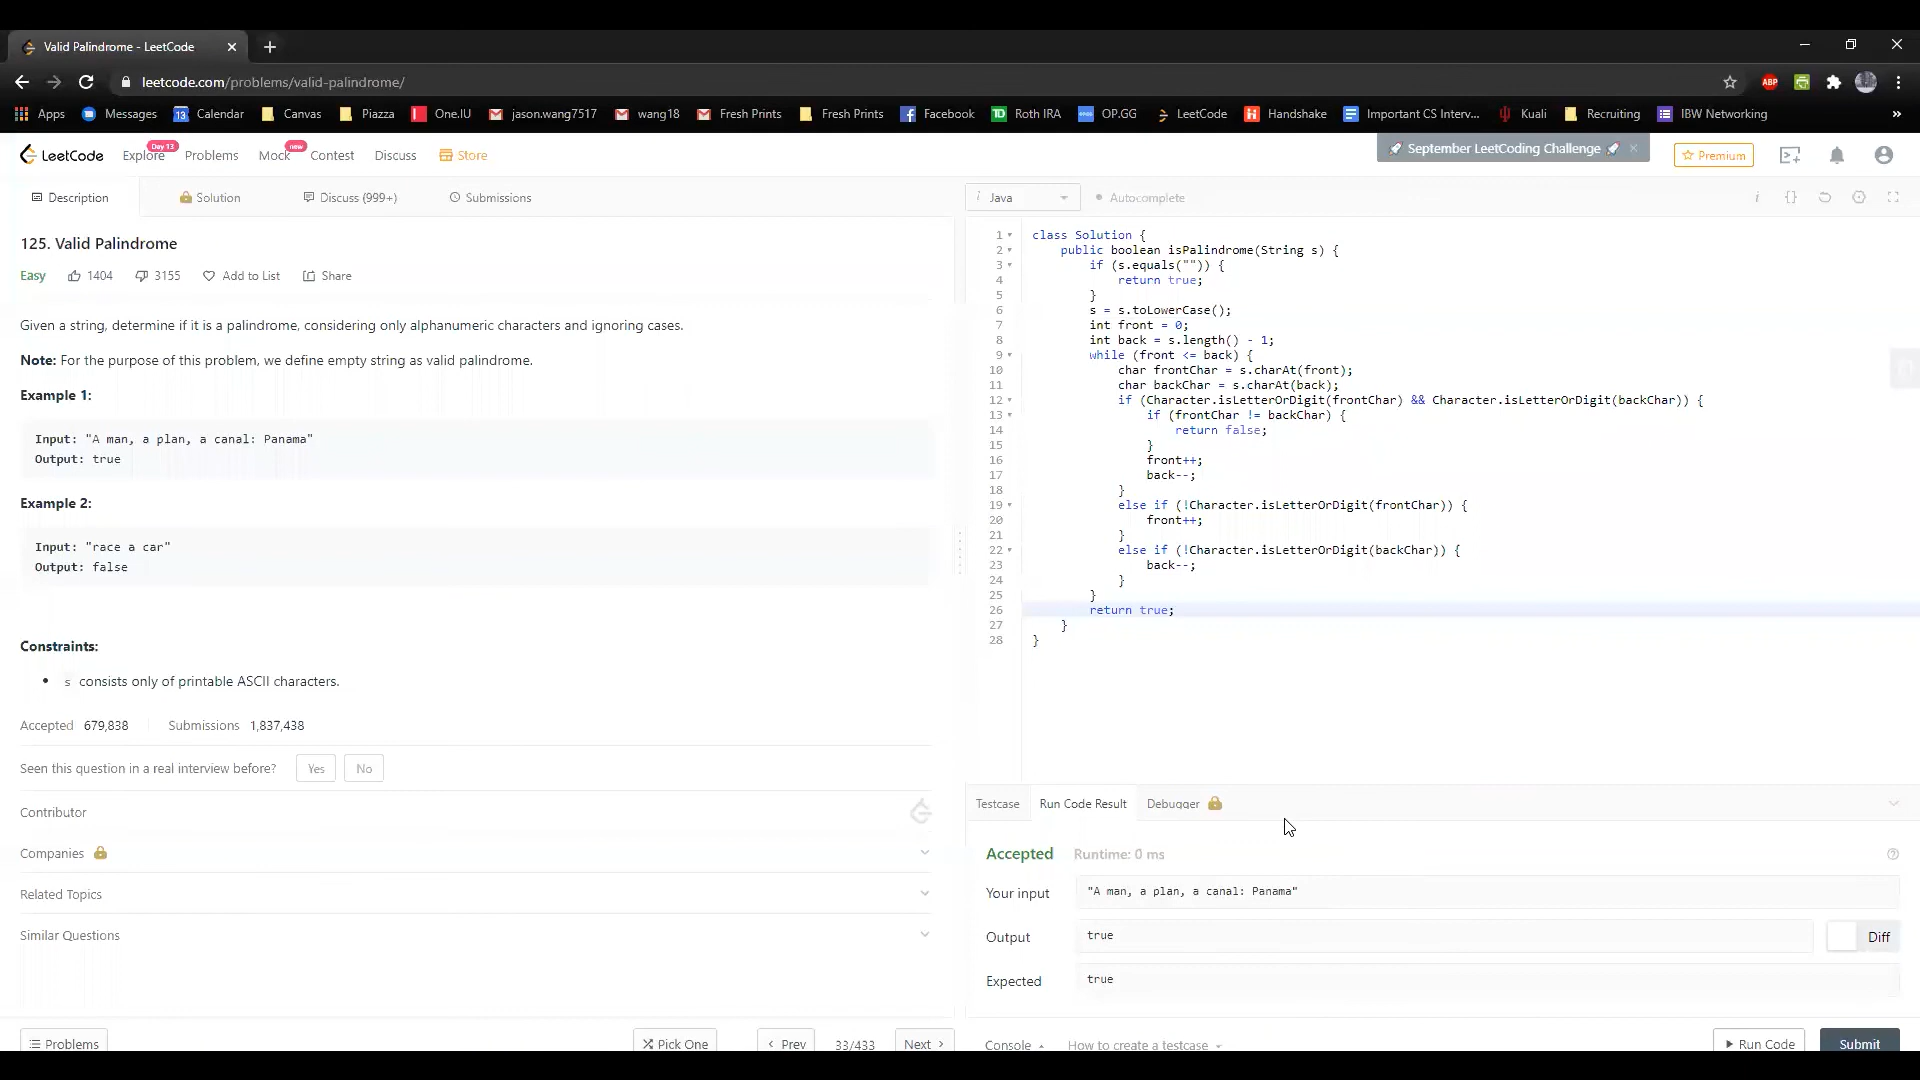 Valid Palindrome - LeetCode
leetcode.com/problems/valid-palindrome/
ABP
Apps
Messages
13
Calendar
Canvas
Piazza
One.IU
jason.wang7517
wang18
Fresh Prints
Fresh Prints
Facebook
Roth IRA
OP.GG
LeetCode
Handshake
Important CS Interv...
Kuali
Recruiting
IBW Networking
»
LeetCode
Explore
Day 13
Problems
Mock
new
Contest
Discuss
Store
September LeetCoding Challenge
Premium
Description
Solution
Discuss (999+)
Submissions
125. Valid Palindrome
Easy
1404
3155
Add to List
Share
Given a string, determine if it is a palindrome, considering only alphanumeric characters and ignoring cases.
Note: For the purpose of this problem, we define empty string as valid palindrome.
Example 1:
Input: "A man, a plan, a canal: Panama"
Output: true
Example 2:
Input: "race a car"
Output: false
Constraints:
• s consists only of printable ASCII characters.
Accepted 679,838
Submissions 1,837,438
Seen this question in a real interview before?
Yes
No
Contributor
Companies
Related Topics
Similar Questions
Problems
Pick One
‹ Prev
33/433
Next ›
i Java
Autocomplete
i {}
1 class Solution {
2 public boolean isPalindrome(String s) {
3 if (s.equals("")) {
4 return true;
5 }
6 s = s.toLowerCase();
7 int front = 0;
8 int back = s.length() - 1;
9 while (front <= back) {
10 char frontChar = s.charAt(front);
11 char backChar = s.charAt(back);
12 if (Character.isLetterOrDigit(frontChar) && Character.isLetterOrDigit(backChar)) {
13 if (frontChar != backChar) {
14 return false;
15 }
16 front++;
17 back--;
18 }
19 else if (!Character.isLetterOrDigit(frontChar)) {
20 front++;
21 }
22 else if (!Character.isLetterOrDigit(backChar)) {
23 back--;
24 }
25 }
26 return true;
27 }
28 }
Testcase
Run Code Result
Debugger
Accepted
Runtime: 0 ms
Your input
"A man, a plan, a canal: Panama"
Output
true
Diff
Expected
true
Console
How to create a testcase
Run Code
Submit